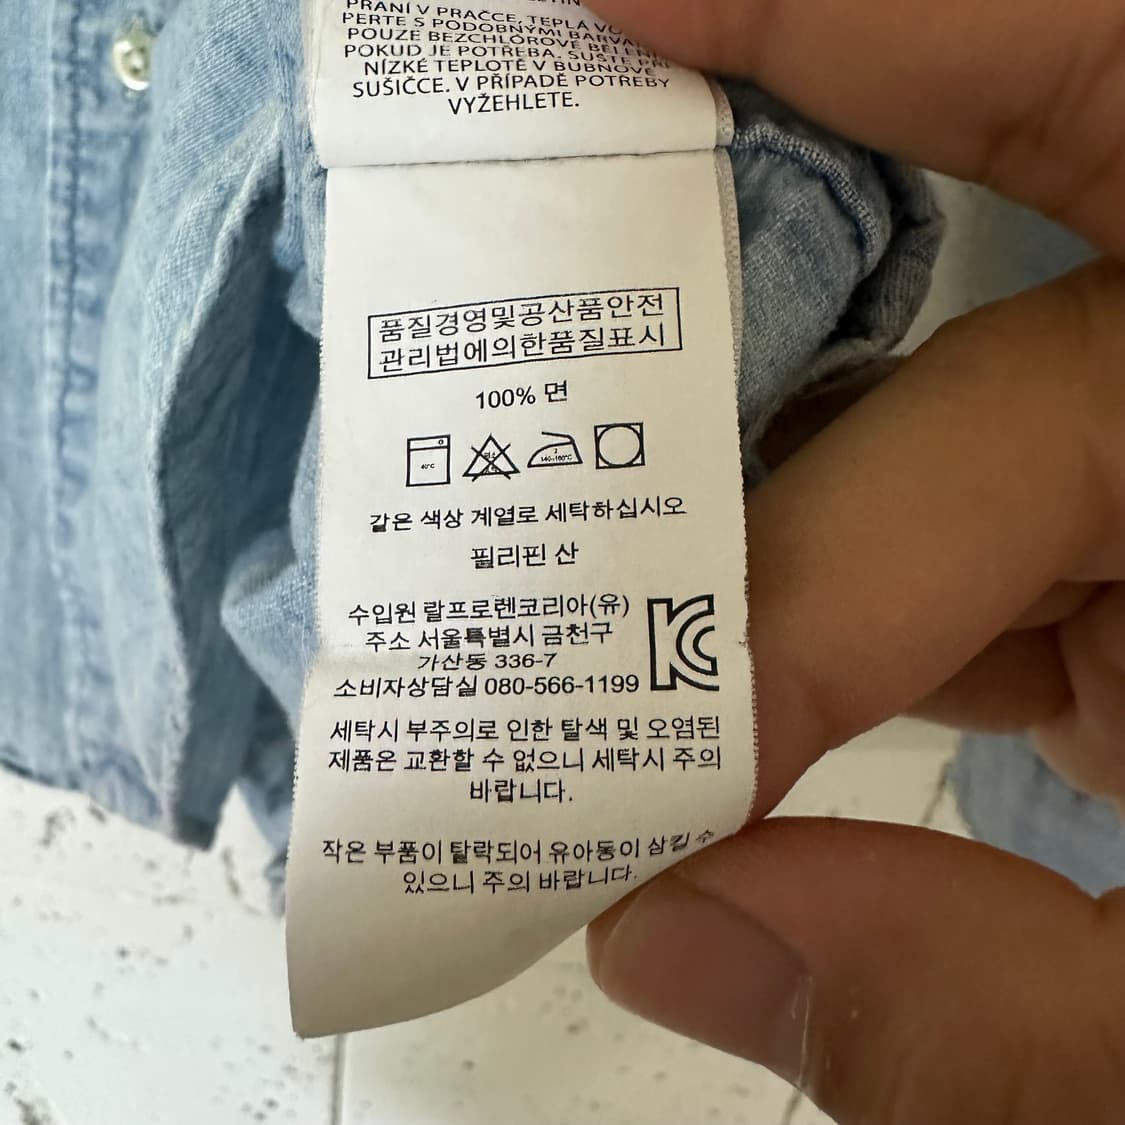 PRANÍ V PRAČCE, TEPLÁ
PERTE S PODOBNÝMI
POUZE BEZCHLÓROVÉ
POKUD JE POTŘEBA. SUŠTE PŘI
NÍZKÉ TEPLOTĚ V BUBNOVÉ
SUŠIČCE. V PŘÍPADĚ POTŘEBY
VYŽEHLETE.
품질경영및공산품안전
관리법에의한품질표시
100% 면
40°C 염소 2 140~160°C
같은 색상 계열로 세탁하십시오
필리핀 산
수입원 랄프로렌코리아(유)
주소 서울특별시 금천구
가산동 336-7
소비자상담실 080-566-1199
세탁시 부주의로 인한 탈색 및 오염된
제품은 교환할 수 없으니 세탁시 주의
바랍니다.
작은 부품이 탈락되어 유아동이 삼킬 수
있으니 주의 바랍니다.